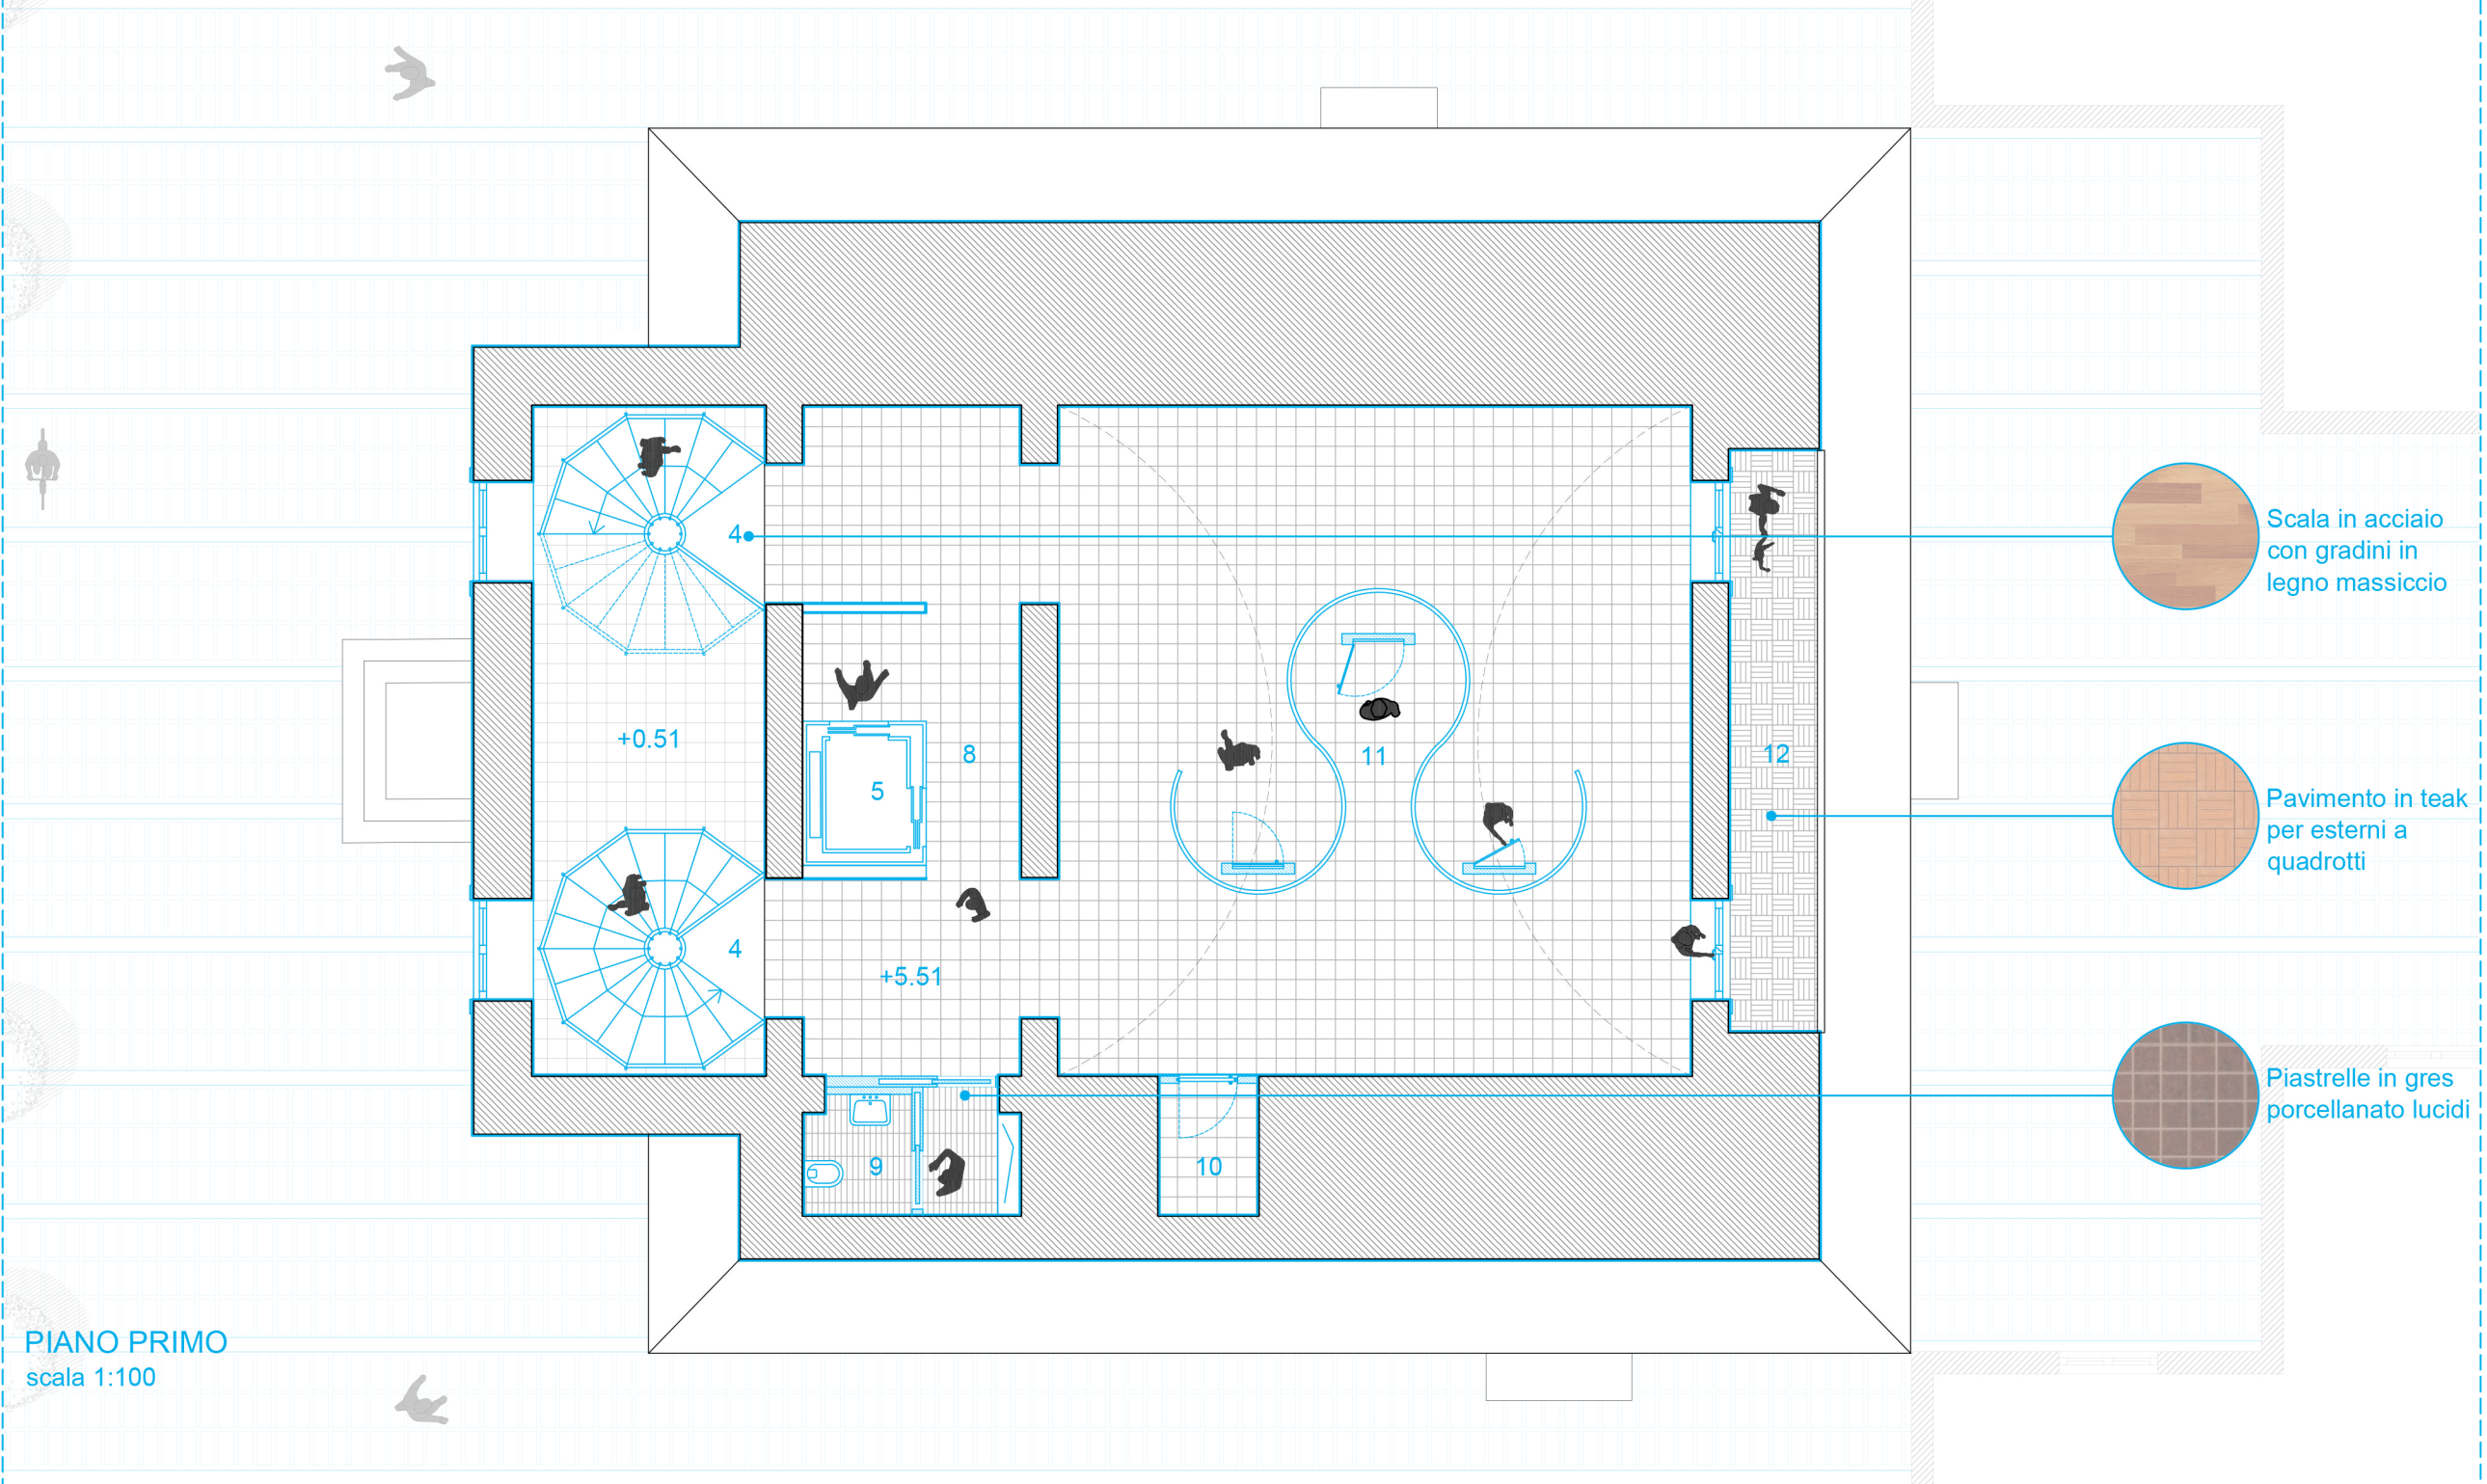 4
Scala in acciaio
con gradini in
legno massiccio
+0.51
8
11
12
5
Pavimento in teak
per esterni a
quadrotti
4
+5.51
Piastrelle in gres
porcellanato lucidi
9
10
PIANO PRIMO
scala 1:100